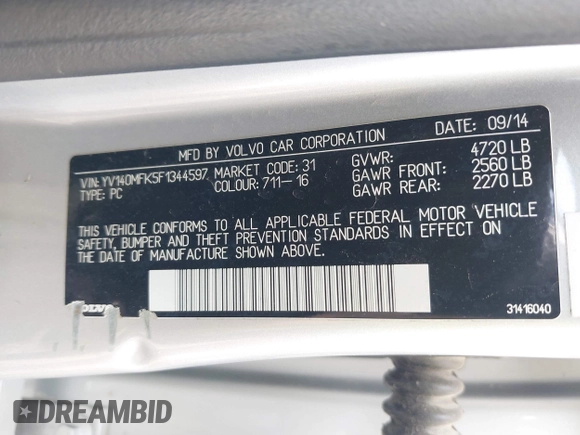 MFD BY VOLVO CAR CORPORATION DATE: 09/14
VIN: YV140MFK5F1344597 MARKET CODE: 31 GVWR: 4720 LB
TYPE: PC COLOUR: 711-16 GAWR FRONT: 2560 LB
GAWR REAR: 2270 LB
THIS VEHICLE CONFORMS TO ALL APPLICABLE FEDERAL MOTOR VEHICLE
SAFETY, BUMPER AND THEFT PREVENTION STANDARDS IN EFFECT ON
THE DATE OF MANUFACTURE SHOWN ABOVE.
VOLVO
31416040
DREAMBID